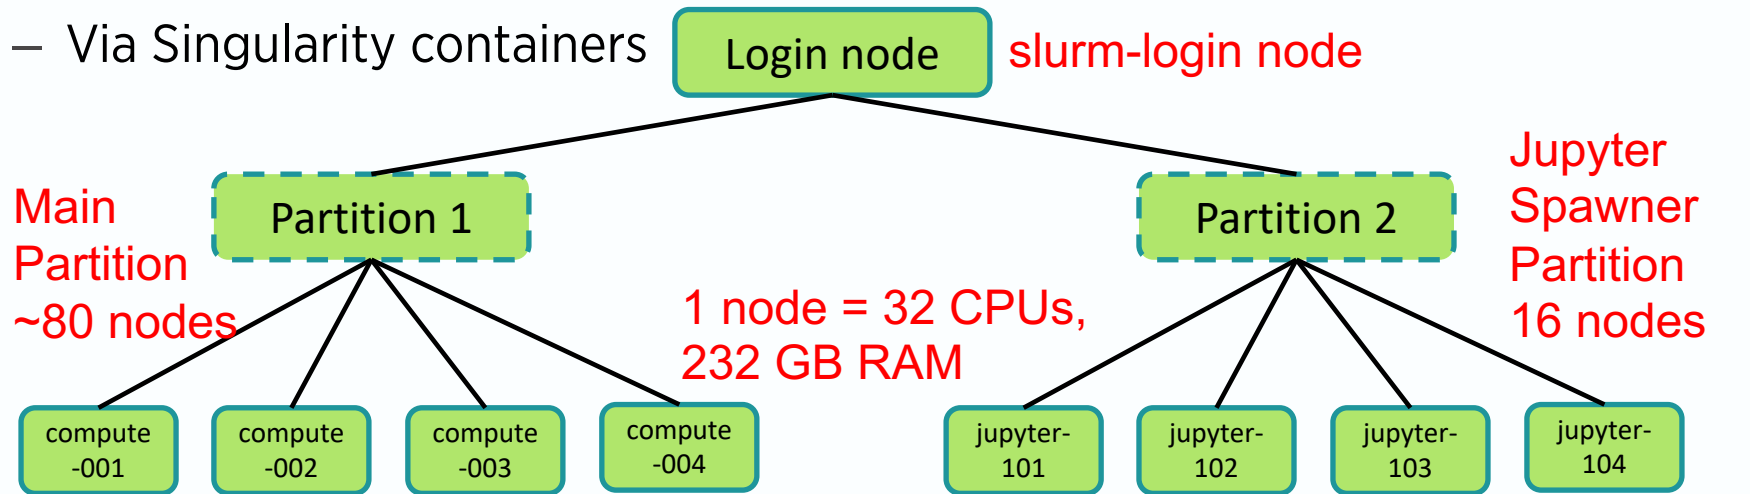 – Via Singularity containers
Login node
slurm-login node
Main
Partition
~80 nodes
Partition 1
Partition 2
Jupyter
Spawner
Partition
16 nodes
1 node = 32 CPUs,
232 GB RAM
compute
-001
compute
-002
compute
-003
compute
-004
jupyter-
101
jupyter-
102
jupyter-
103
jupyter-
104